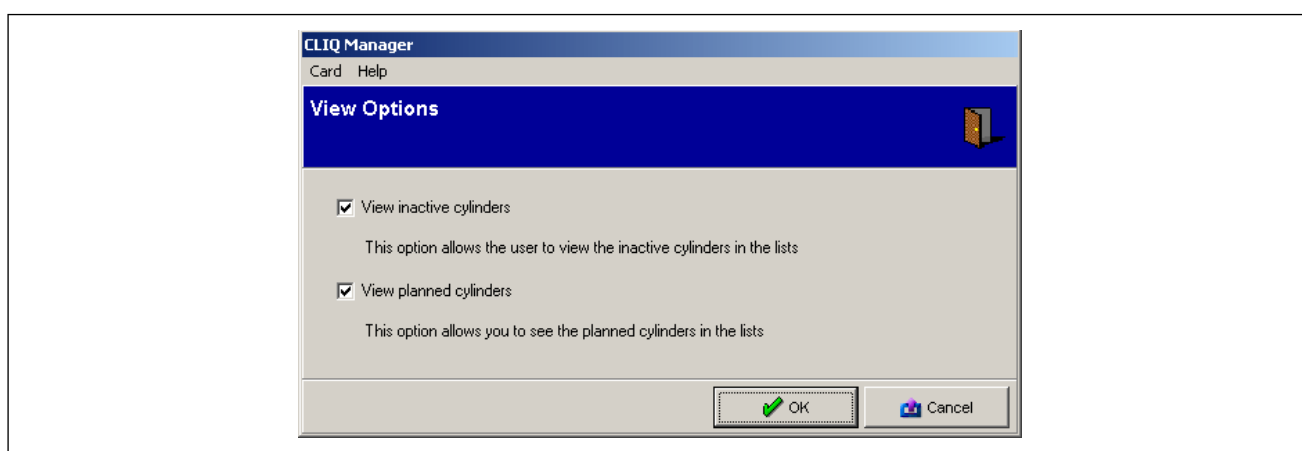 CLIQ Manager
Card Help
View Options
View inactive cylinders
This option allows the user to view the inactive cylinders in the lists
View planned cylinders
This option allows you to see the planned cylinders in the lists
OK Cancel